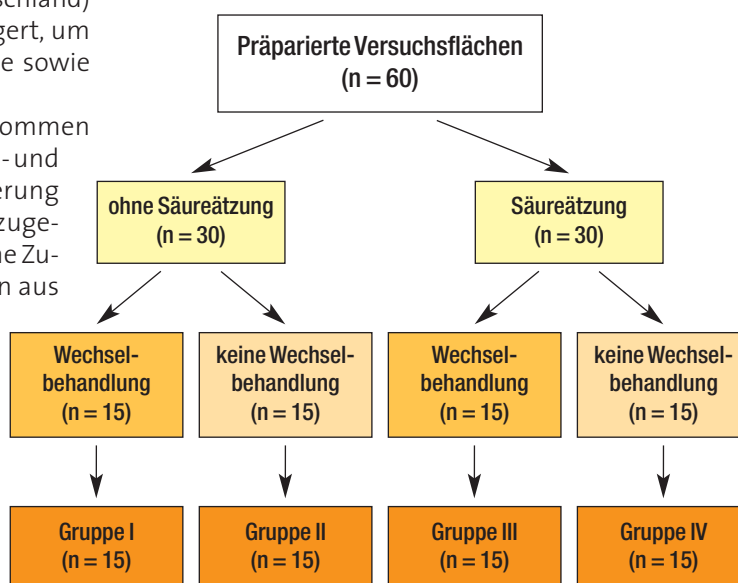 schland)
gert, um
e sowie
ommen
- und
erung
zuge-
ne Zu-
n aus
Präparierte Versuchsflächen
(n = 60)
ohne Säureätzung
(n = 30)
Säureätzung
(n = 30)
Wechsel-
behandlung
(n = 15)
keine Wechsel-
behandlung
(n = 15)
Wechsel-
behandlung
(n = 15)
keine Wechsel-
behandlung
(n = 15)
Gruppe I
(n = 15)
Gruppe II
(n = 15)
Gruppe III
(n = 15)
Gruppe IV
(n = 15)